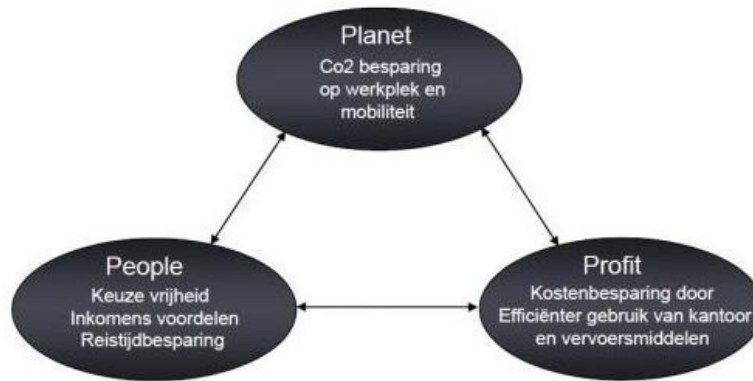 Planet
Co2 besparing
op werkplek en
mobiliteit
People
Keuze vrijheid
Inkomens voordelen
Reistijdbesparing
Profit
Kostenbesparing door
Efficiënter gebruik van kantoor
en vervoersmiddelen